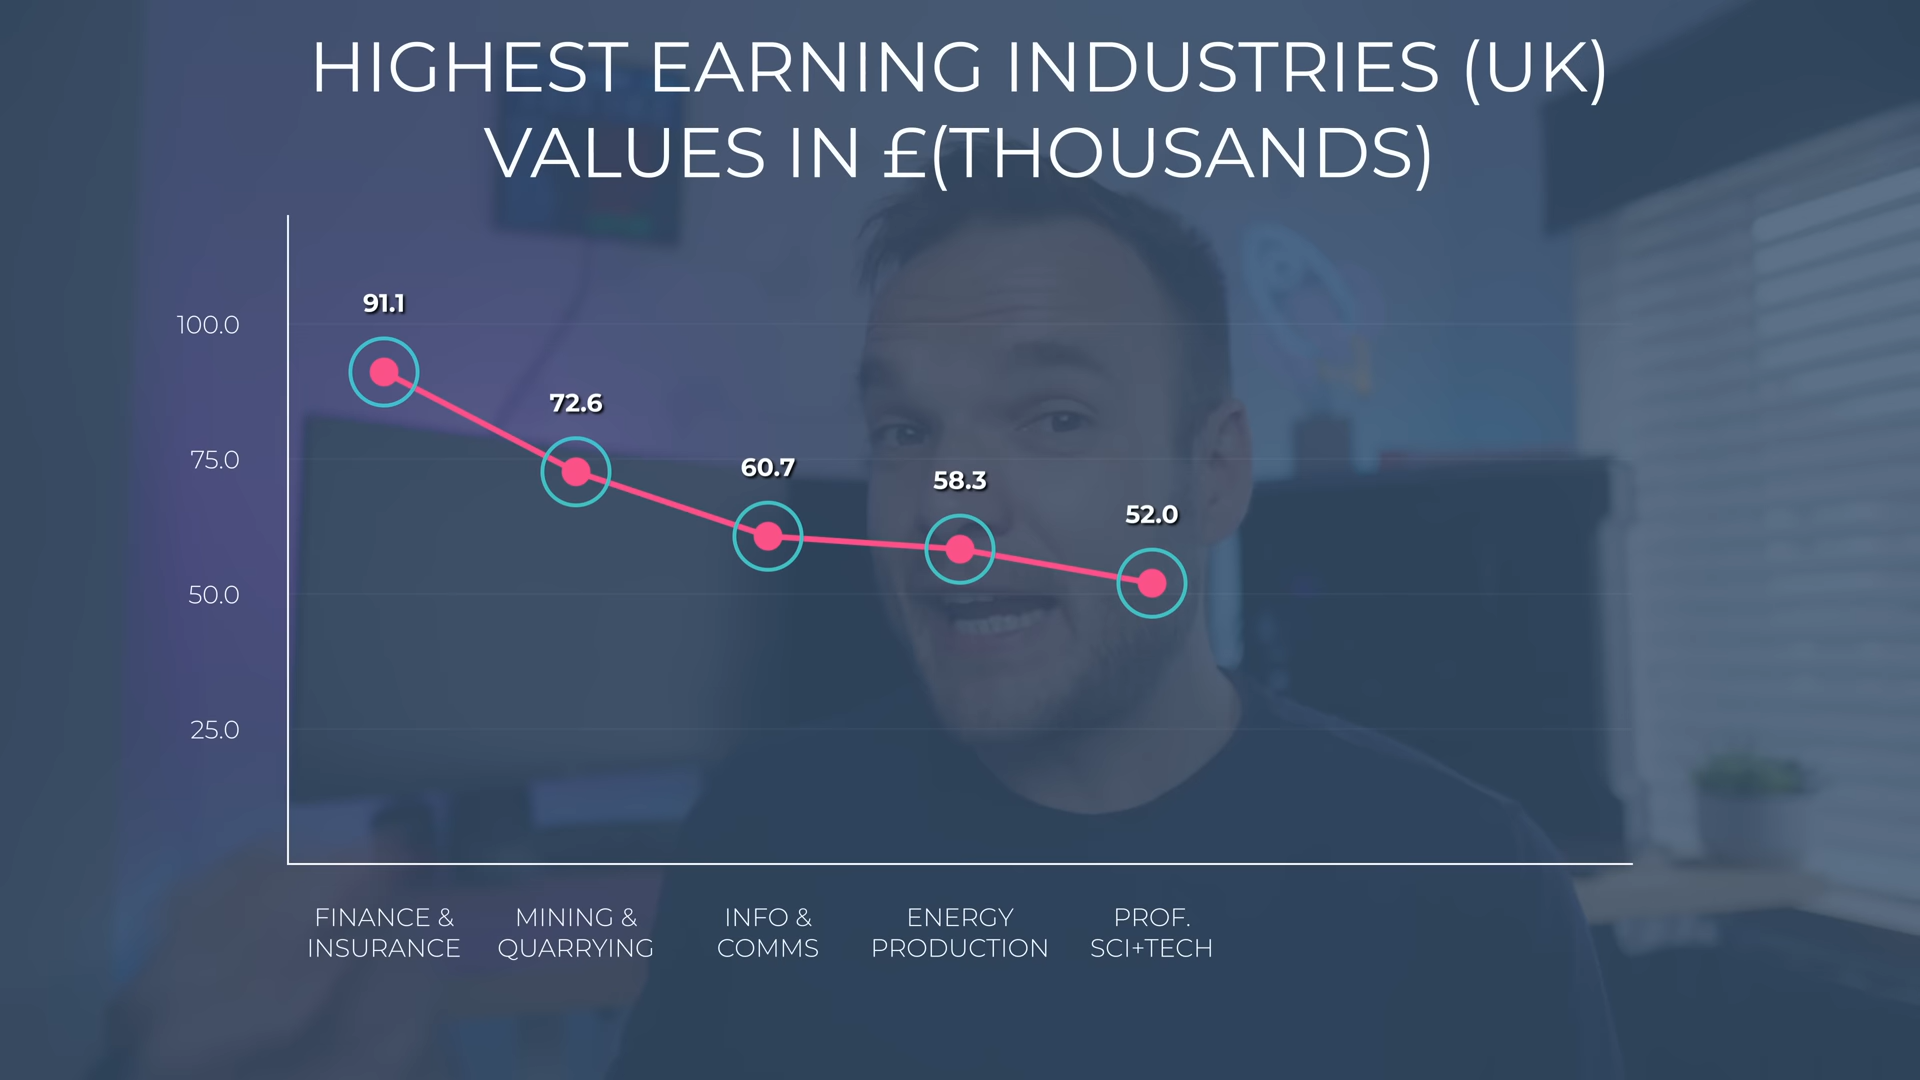 HIGHEST EARNING INDUSTRIES (UK)
VALUES IN £(THOUSANDS)
100.0
75.0
50.0
25.0
91.1
72.6
60.7
58.3
52.0
FINANCE &
INSURANCE
MINING &
QUARRYING
INFO &
COMMS
ENERGY
PRODUCTION
PROF.
SCI+TECH